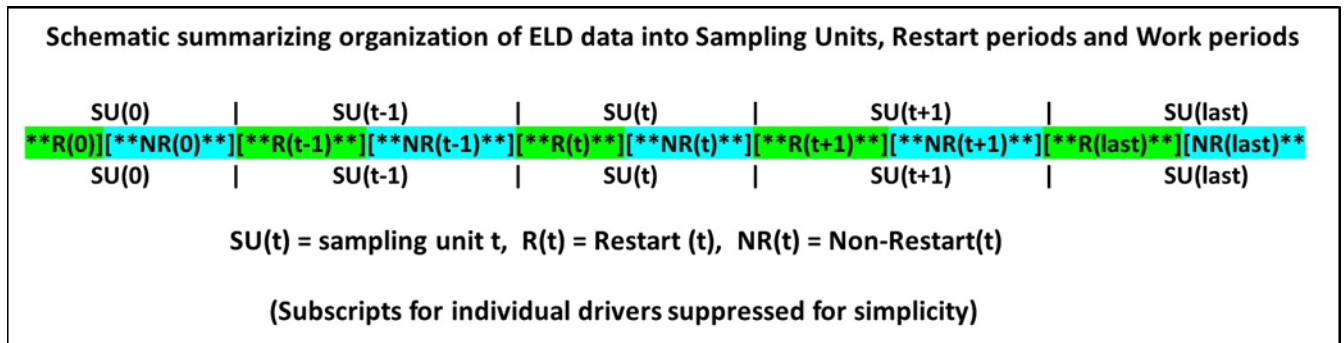 Schematic summarizing organization of ELD data into Sampling Units, Restart periods and Work periods
SU(0) | SU(t-1) | SU(t) | SU(t+1) | SU(last)
**R(0)][**NR(0)**][**R(t-1)**][**NR(t-1)**][**R(t)**][**NR(t)**][**R(t+1)**][**NR(t+1)**][**R(last)**][NR(last)**
SU(0) | SU(t-1) | SU(t) | SU(t+1) | SU(last)
SU(t) = sampling unit t, R(t) = Restart (t), NR(t) = Non-Restart(t)
(Subscripts for individual drivers suppressed for simplicity)